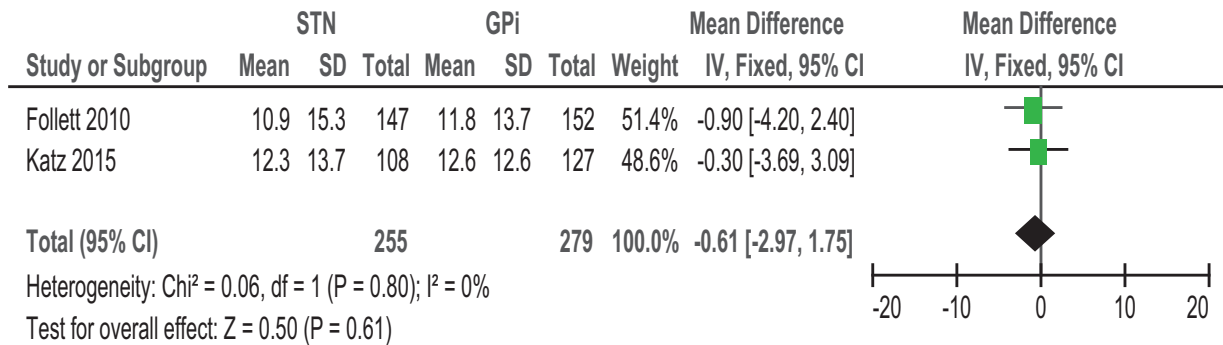 STN GPi Mean Difference Mean Difference
Study or Subgroup Mean SD Total Mean SD Total Weight IV, Fixed, 95% CI IV, Fixed, 95% CI
Follett 2010 10.9 15.3 147 11.8 13.7 152 51.4% -0.90 [-4.20, 2.40]
Katz 2015 12.3 13.7 108 12.6 12.6 127 48.6% -0.30 [-3.69, 3.09]
Total (95% CI) 255 279 100.0% -0.61 [-2.97, 1.75]
Heterogeneity: Chi² = 0.06, df = 1 (P = 0.80); I² = 0%
Test for overall effect: Z = 0.50 (P = 0.61)
-20 -10 0 10 20